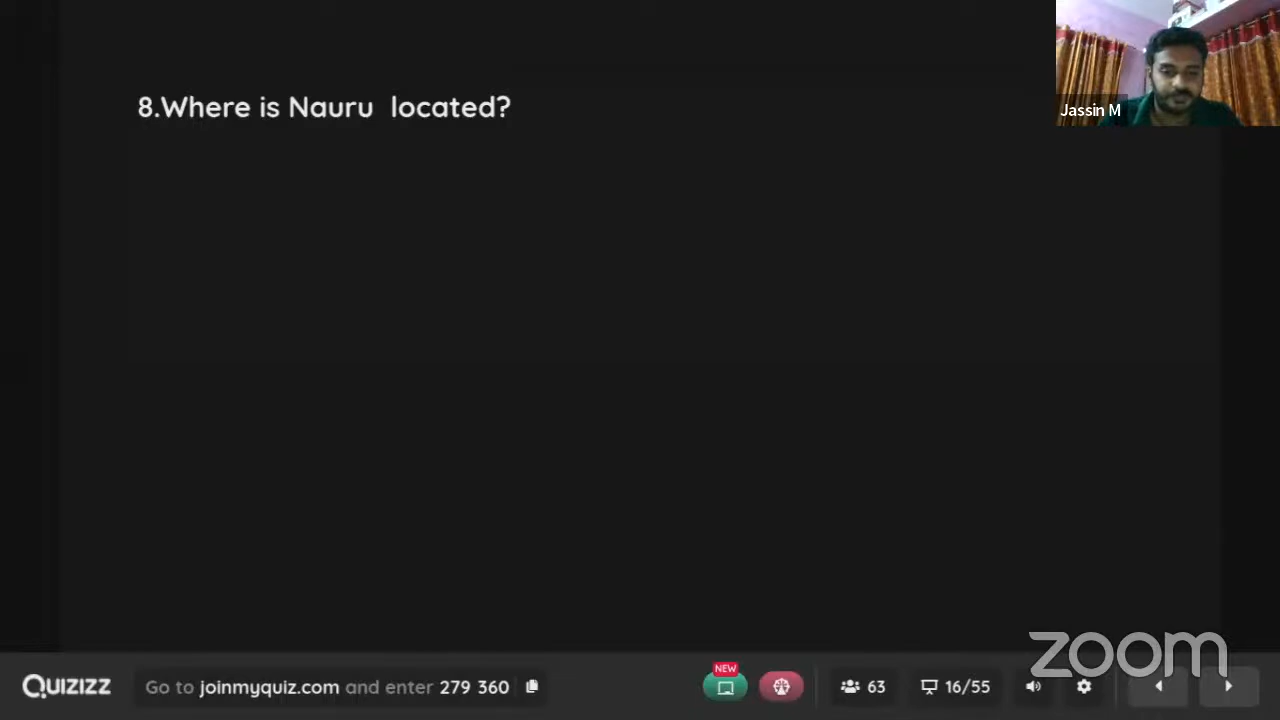 8.Where is Nauru  located?
Jassin M
zoom
NEW
Quizizz
Go to joinmyquiz.com and enter 279 360
63
16/55